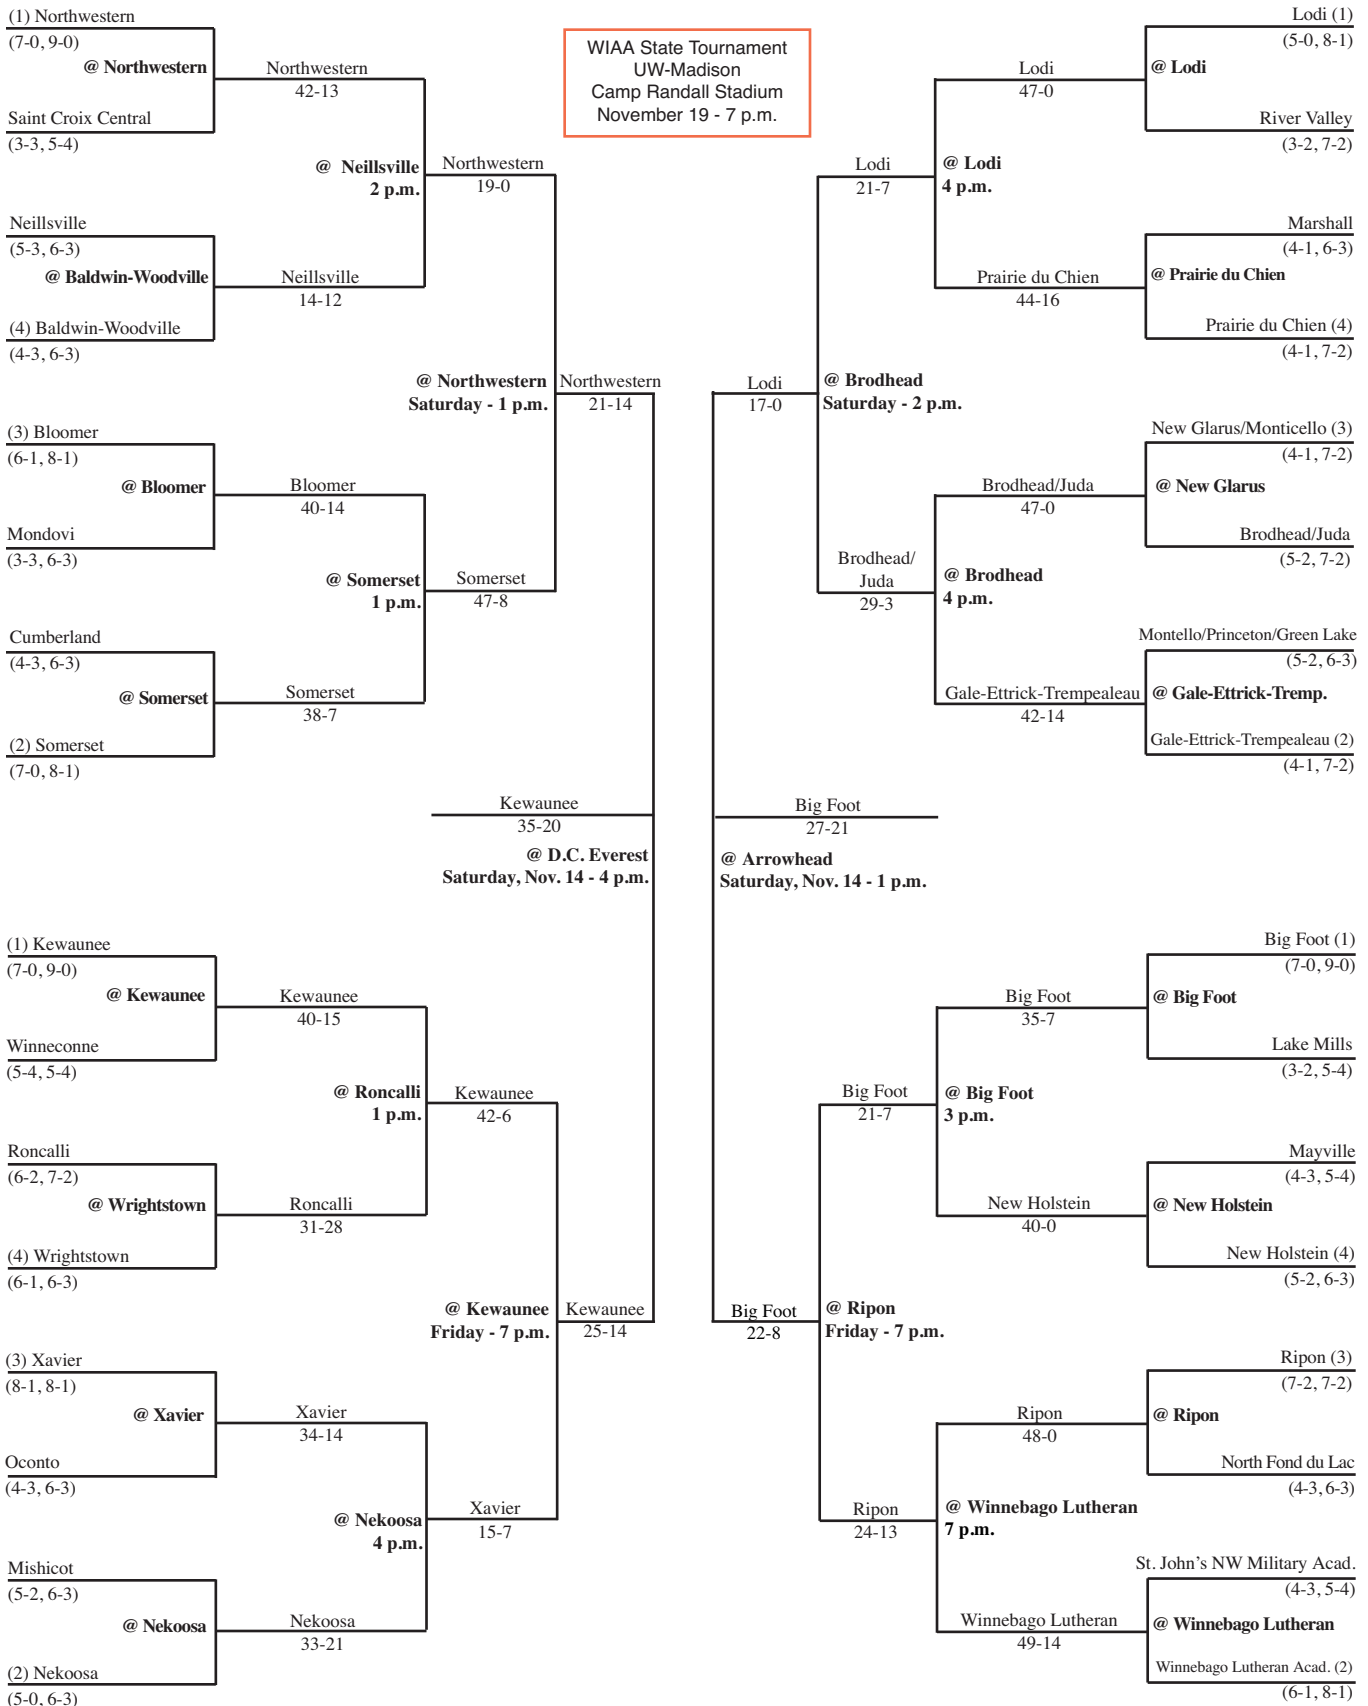 WIAA State Tournament
UW-Madison
Camp Randall Stadium
November 19 - 7 p.m.
(1) Northwestern
(7-0, 9-0)
@ Northwestern
Saint Croix Central
(3-3, 5-4)
Northwestern
42-13
@ Neillsville
2 p.m.
Neillsville
(5-3, 6-3)
@ Baldwin-Woodville
(4) Baldwin-Woodville
(4-3, 6-3)
Neillsville
14-12
Northwestern
19-0
@ Northwestern
Saturday - 1 p.m.
Northwestern
21-14
(3) Bloomer
(6-1, 8-1)
@ Bloomer
Mondovi
(3-3, 6-3)
Bloomer
40-14
@ Somerset
1 p.m.
Somerset
47-8
Cumberland
(4-3, 6-3)
@ Somerset
(2) Somerset
(7-0, 8-1)
Somerset
38-7
Kewaunee
35-20
@ D.C. Everest
Saturday, Nov. 14 - 4 p.m.
(1) Kewaunee
(7-0, 9-0)
@ Kewaunee
Winneconne
(5-4, 5-4)
Kewaunee
40-15
@ Roncalli
1 p.m.
Kewaunee
42-6
Roncalli
(6-2, 7-2)
@ Wrightstown
(4) Wrightstown
(6-1, 6-3)
Roncalli
31-28
@ Kewaunee
Friday - 7 p.m.
Kewaunee
25-14
(3) Xavier
(8-1, 8-1)
@ Xavier
Oconto
(4-3, 6-3)
Xavier
34-14
@ Nekoosa
4 p.m.
Xavier
15-7
Mishicot
(5-2, 6-3)
@ Nekoosa
(2) Nekoosa
(5-0, 6-3)
Nekoosa
33-21
Lodi (1)
(5-0, 8-1)
@ Lodi
River Valley
(3-2, 7-2)
Lodi
47-0
@ Lodi
4 p.m.
Lodi
21-7
Marshall
(4-1, 6-3)
@ Prairie du Chien
Prairie du Chien (4)
(4-1, 7-2)
Prairie du Chien
44-16
Lodi
17-0
@ Brodhead
Saturday - 2 p.m.
New Glarus/Monticello (3)
(4-1, 7-2)
@ New Glarus
Brodhead/Juda
(5-2, 7-2)
Brodhead/Juda
47-0
@ Brodhead
4 p.m.
Brodhead/
Juda
29-3
Montello/Princeton/Green Lake
(5-2, 6-3)
@ Gale-Ettrick-Tremp.
Gale-Ettrick-Trempealeau (2)
(4-1, 7-2)
Gale-Ettrick-Trempealeau
42-14
Big Foot
27-21
@ Arrowhead
Saturday, Nov. 14 - 1 p.m.
Big Foot (1)
(7-0, 9-0)
@ Big Foot
Lake Mills
(3-2, 5-4)
Big Foot
35-7
@ Big Foot
3 p.m.
Big Foot
21-7
Mayville
(4-3, 5-4)
@ New Holstein
New Holstein (4)
(5-2, 6-3)
New Holstein
40-0
Big Foot
22-8
@ Ripon
Friday - 7 p.m.
Ripon (3)
(7-2, 7-2)
@ Ripon
North Fond du Lac
(4-3, 6-3)
Ripon
48-0
@ Winnebago Lutheran
7 p.m.
Ripon
24-13
St. John's NW Military Acad.
(4-3, 5-4)
@ Winnebago Lutheran
Winnebago Lutheran Acad. (2)
(6-1, 8-1)
Winnebago Lutheran
49-14